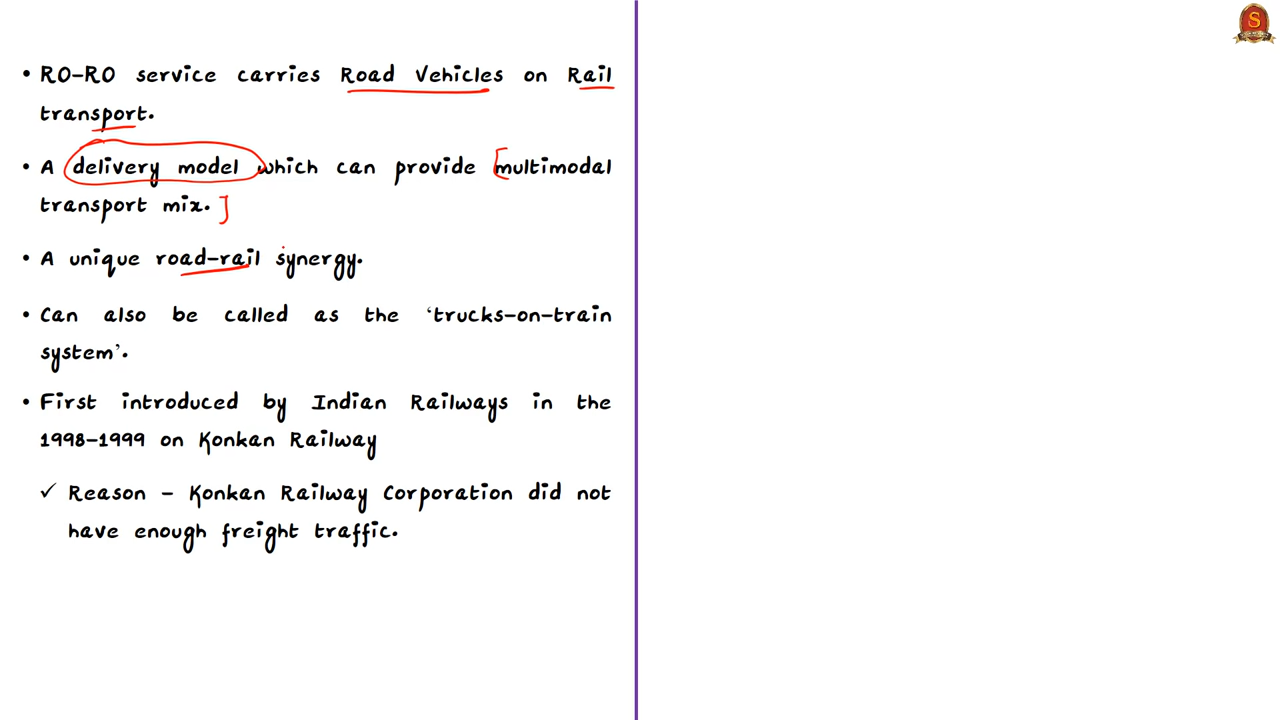 • RO-RO service carries Road Vehicles on Rail
transport.
• A delivery model which can provide multimodal
transport mix.
• A unique road-rail synergy.
• Can also be called as the ‘trucks-on-train
system’.
• First introduced by Indian Railways in the
1998-1999 on Konkan Railway
✓ Reason - Konkan Railway Corporation did not
have enough freight traffic.
S